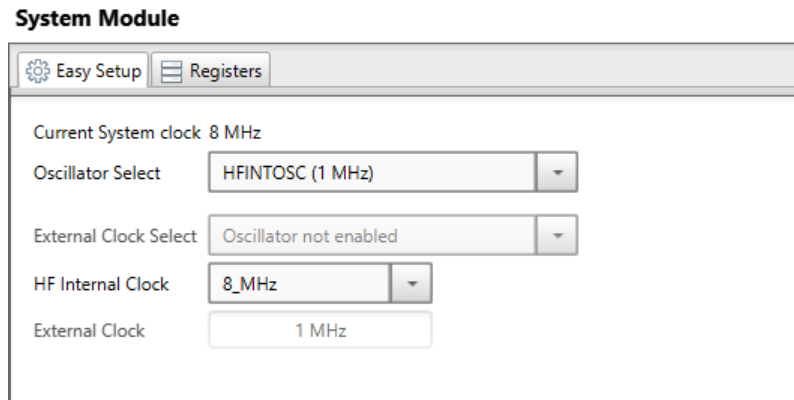 System Module
Easy Setup Registers
Current System clock 8 MHz
Oscillator Select HFINTOSC (1 MHz)
External Clock Select Oscillator not enabled
HF Internal Clock 8_MHz
External Clock 1 MHz